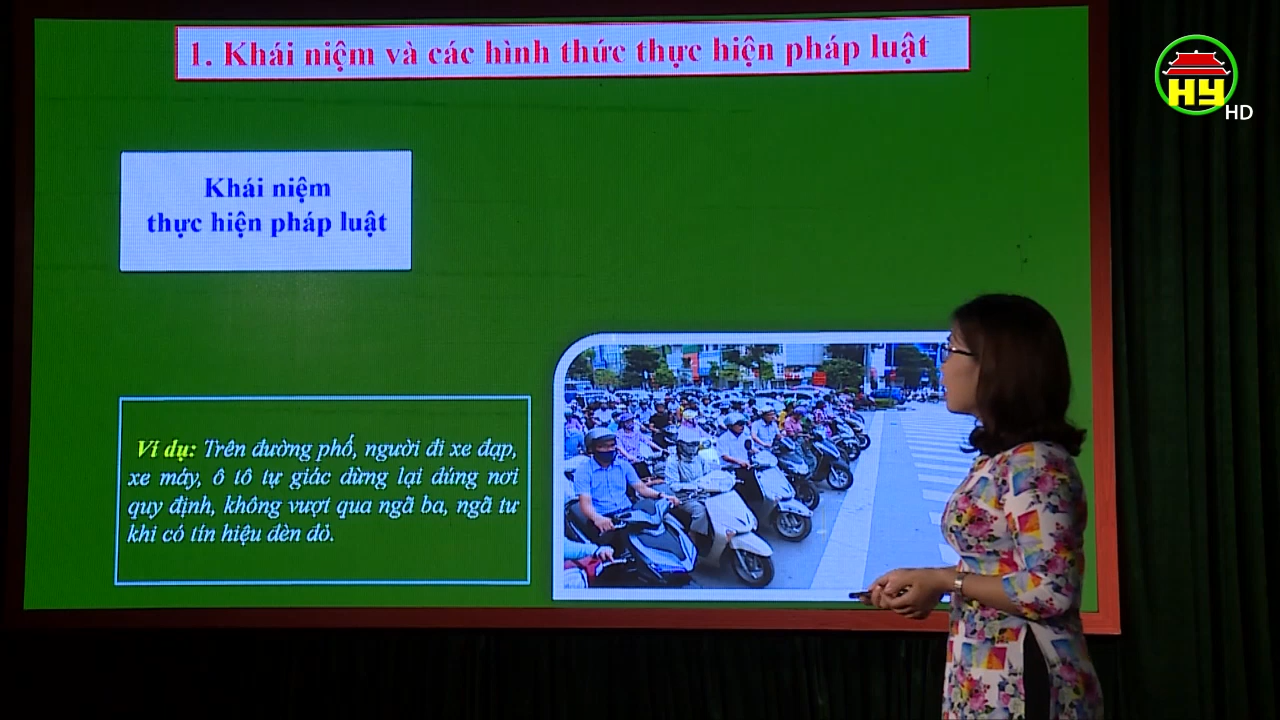 1. Khái niệm và các hình thức thực hiện pháp luật
HY
HD
Khái niệm
thực hiện pháp luật
Ví dụ: Trên đường phố, người đi xe đạp,
xe máy, ô tô tự giác dừng lại đúng nơi
quy định, không vượt qua ngã ba, ngã tư
khi có tín hiệu đèn đỏ.